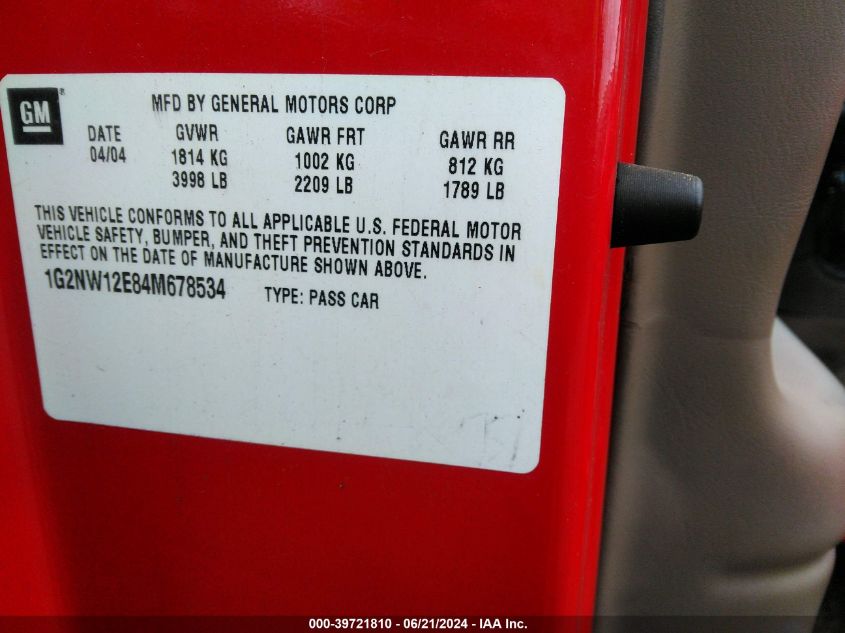 GM®
MFD BY GENERAL MOTORS CORP
DATE GVWR GAWR FRT GAWR RR
04/04 1814 KG 1002 KG 812 KG
3998 LB 2209 LB 1789 LB
THIS VEHICLE CONFORMS TO ALL APPLICABLE U.S. FEDERAL MOTOR
VEHICLE SAFETY, BUMPER, AND THEFT PREVENTION STANDARDS IN
EFFECT ON THE DATE OF MANUFACTURE SHOWN ABOVE.
1G2NW12E84M678534 TYPE: PASS CAR
000-39721810 - 06/21/2024 - IAA Inc.